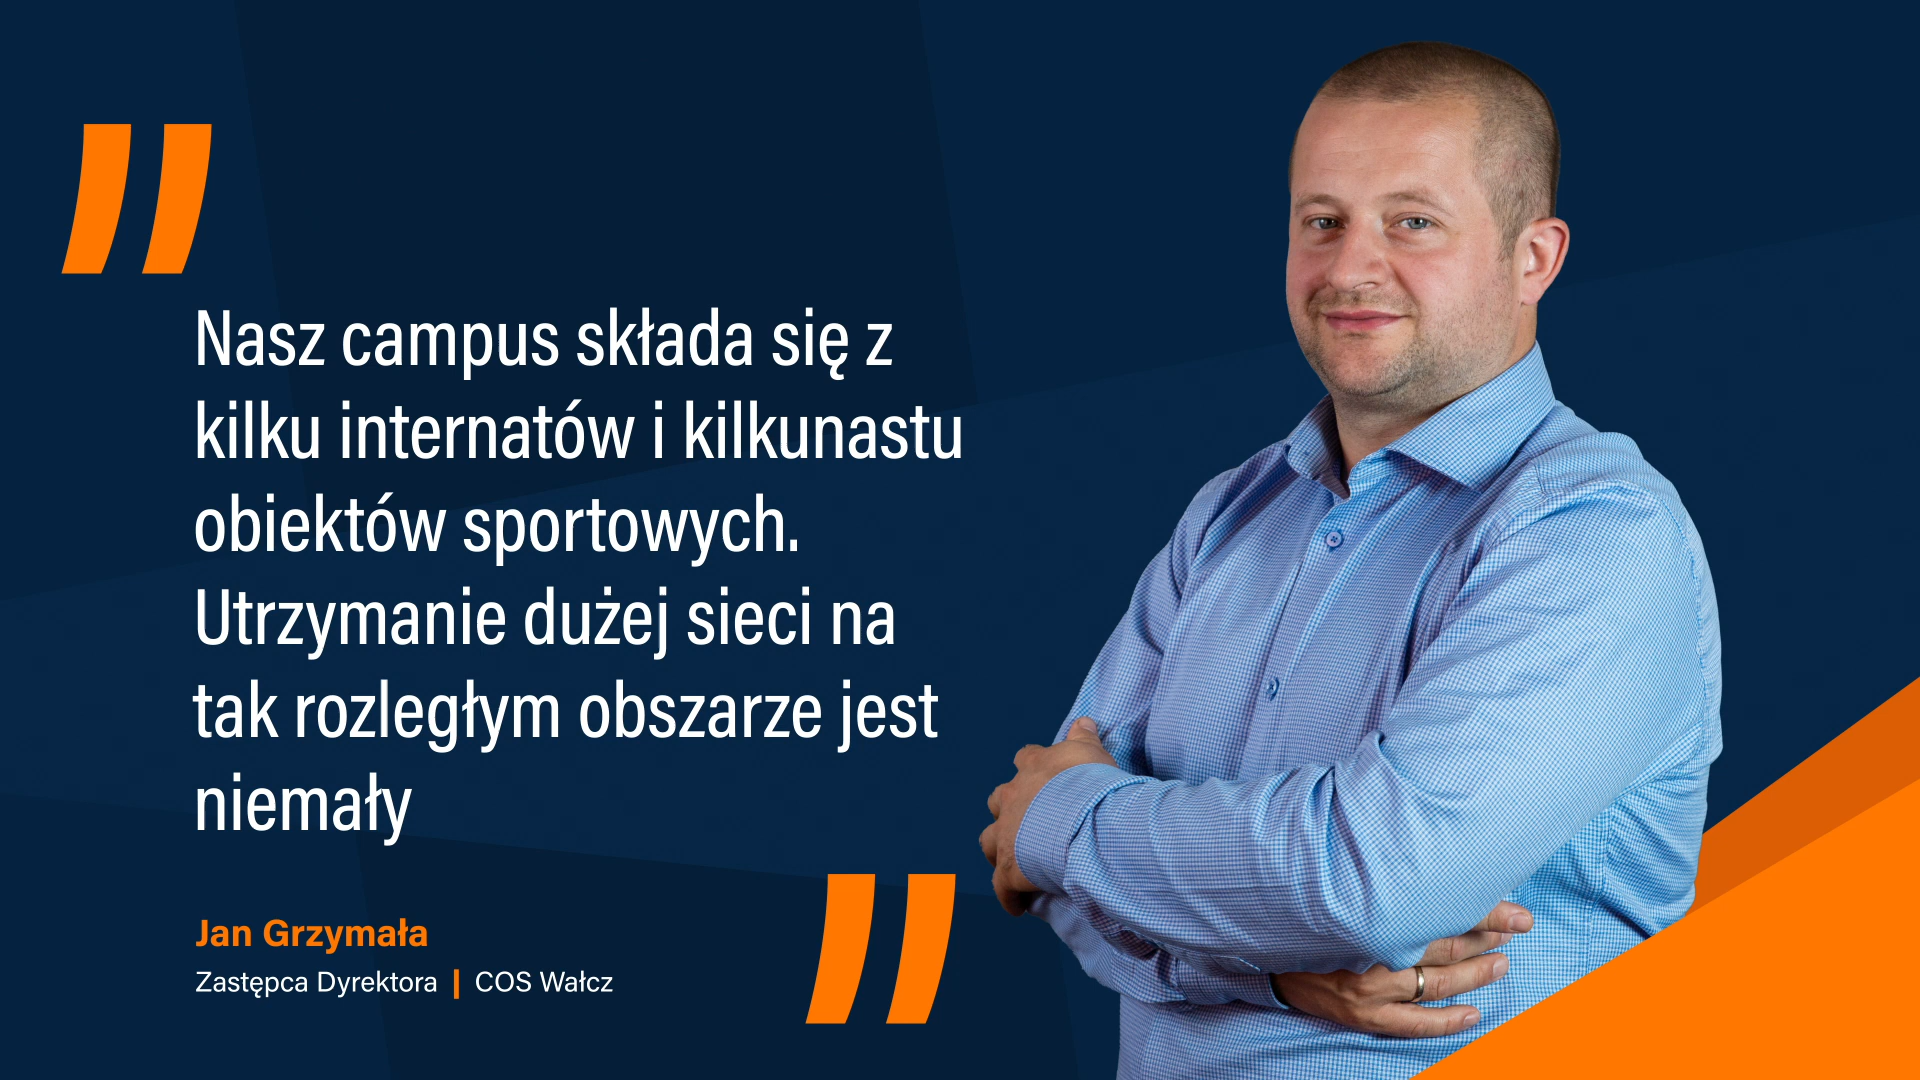 Nasz campus składa się z
kilku internatów i kilkunastu
obiektów sportowych.
Utrzymanie dużej sieci na
tak rozległym obszarze jest
niemały
Jan Grzymała
Zastępca Dyrektora | COS Wałcz